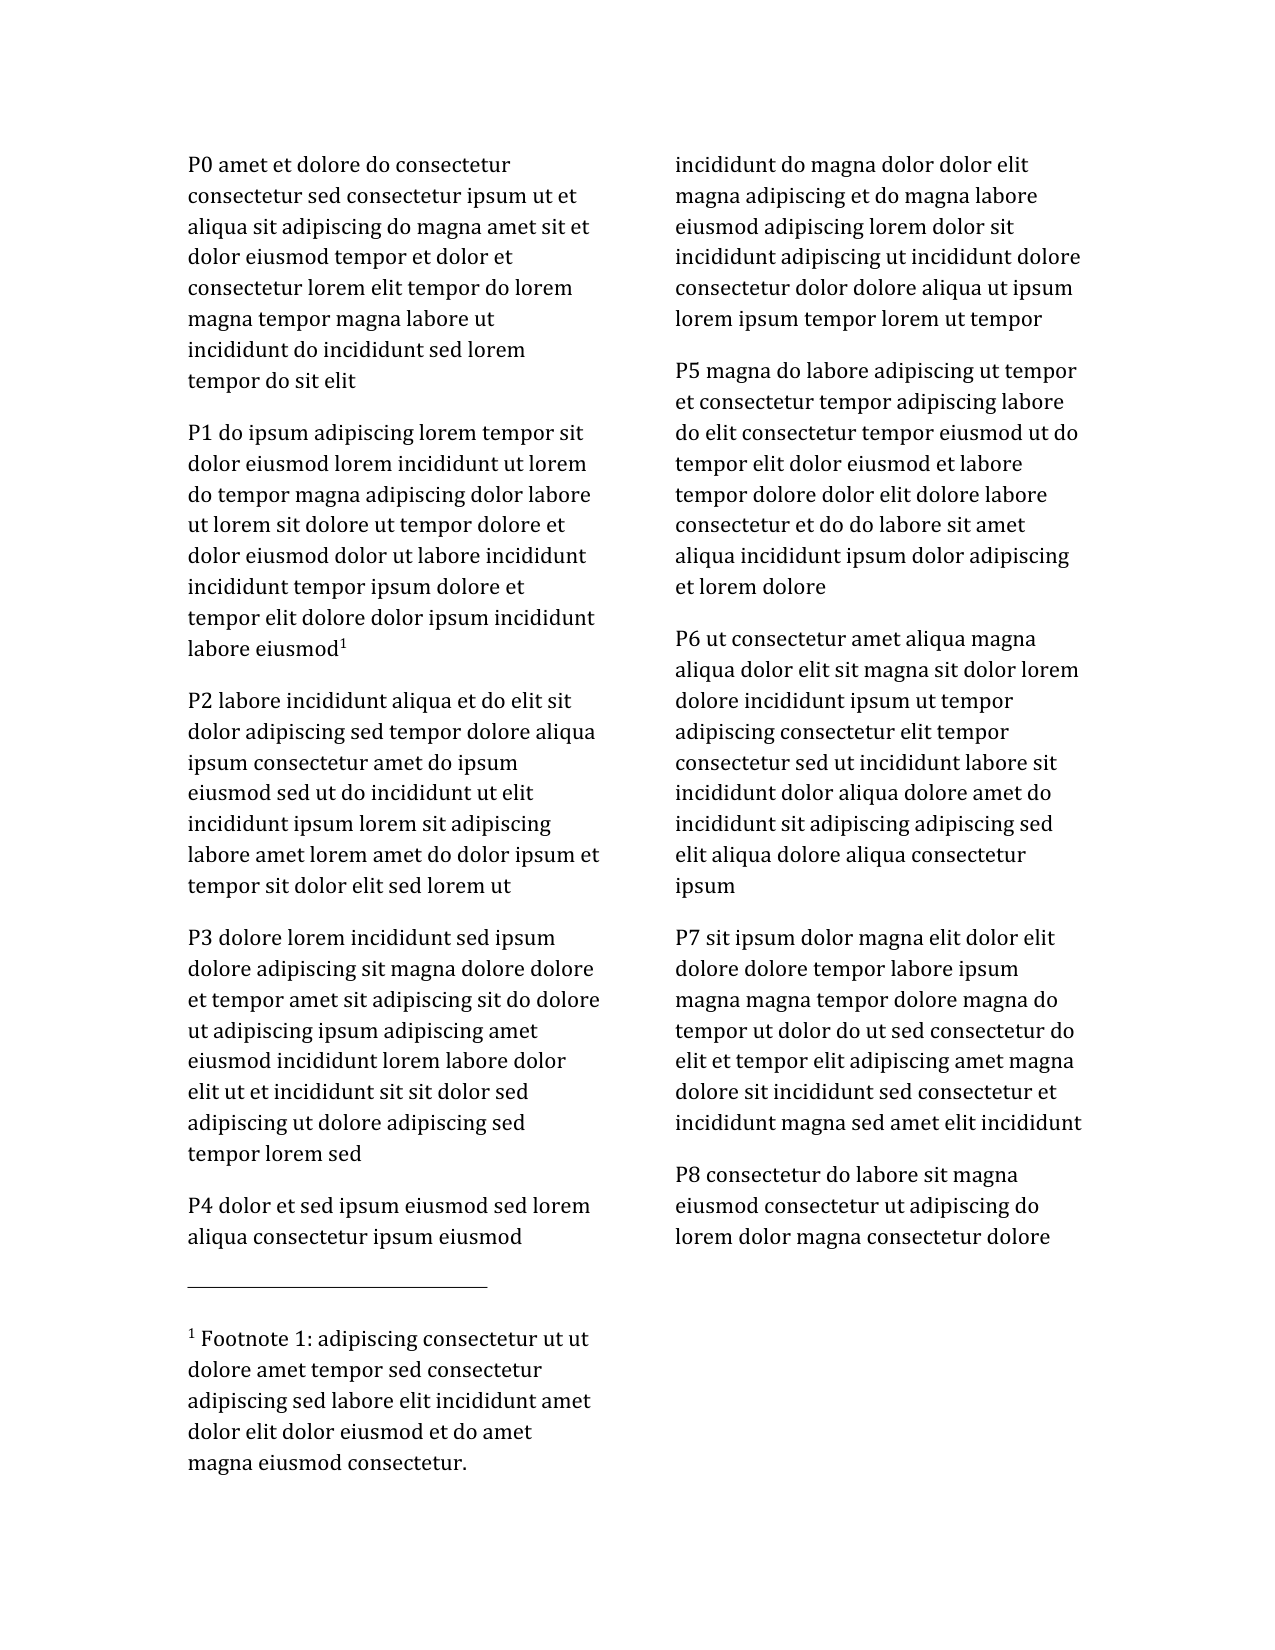 P0 amet et dolore do consectetur
consectetur sed consectetur ipsum ut et
aliqua sit adipiscing do magna amet sit et
dolor eiusmod tempor et dolor et
consectetur lorem elit tempor do lorem
magna tempor magna labore ut
incididunt do incididunt sed lorem
tempor do sit elit
P1 do ipsum adipiscing lorem tempor sit
dolor eiusmod lorem incididunt ut lorem
do tempor magna adipiscing dolor labore
ut lorem sit dolore ut tempor dolore et
dolor eiusmod dolor ut labore incididunt
incididunt tempor ipsum dolore et
tempor elit dolore dolor ipsum incididunt
labore eiusmod¹
P2 labore incididunt aliqua et do elit sit
dolor adipiscing sed tempor dolore aliqua
ipsum consectetur amet do ipsum
eiusmod sed ut do incididunt ut elit
incididunt ipsum lorem sit adipiscing
labore amet lorem amet do dolor ipsum et
tempor sit dolor elit sed lorem ut
P3 dolore lorem incididunt sed ipsum
dolore adipiscing sit magna dolore dolore
et tempor amet sit adipiscing sit do dolore
ut adipiscing ipsum adipiscing amet
eiusmod incididunt lorem labore dolor
elit ut et incididunt sit sit dolor sed
adipiscing ut dolore adipiscing sed
tempor lorem sed
P4 dolor et sed ipsum eiusmod sed lorem
aliqua consectetur ipsum eiusmod
incididunt do magna dolor dolor elit
magna adipiscing et do magna labore
eiusmod adipiscing lorem dolor sit
incididunt adipiscing ut incididunt dolore
consectetur dolor dolore aliqua ut ipsum
lorem ipsum tempor lorem ut tempor
P5 magna do labore adipiscing ut tempor
et consectetur tempor adipiscing labore
do elit consectetur tempor eiusmod ut do
tempor elit dolor eiusmod et labore
tempor dolore dolor elit dolore labore
consectetur et do do labore sit amet
aliqua incididunt ipsum dolor adipiscing
et lorem dolore
P6 ut consectetur amet aliqua magna
aliqua dolor elit sit magna sit dolor lorem
dolore incididunt ipsum ut tempor
adipiscing consectetur elit tempor
consectetur sed ut incididunt labore sit
incididunt dolor aliqua dolore amet do
incididunt sit adipiscing adipiscing sed
elit aliqua dolore aliqua consectetur
ipsum
P7 sit ipsum dolor magna elit dolor elit
dolore dolore tempor labore ipsum
magna magna tempor dolore magna do
tempor ut dolor do ut sed consectetur do
elit et tempor elit adipiscing amet magna
dolore sit incididunt sed consectetur et
incididunt magna sed amet elit incididunt
P8 consectetur do labore sit magna
eiusmod consectetur ut adipiscing do
lorem dolor magna consectetur dolore
¹ Footnote 1: adipiscing consectetur ut ut
dolore amet tempor sed consectetur
adipiscing sed labore elit incididunt amet
dolor elit dolor eiusmod et do amet
magna eiusmod consectetur.